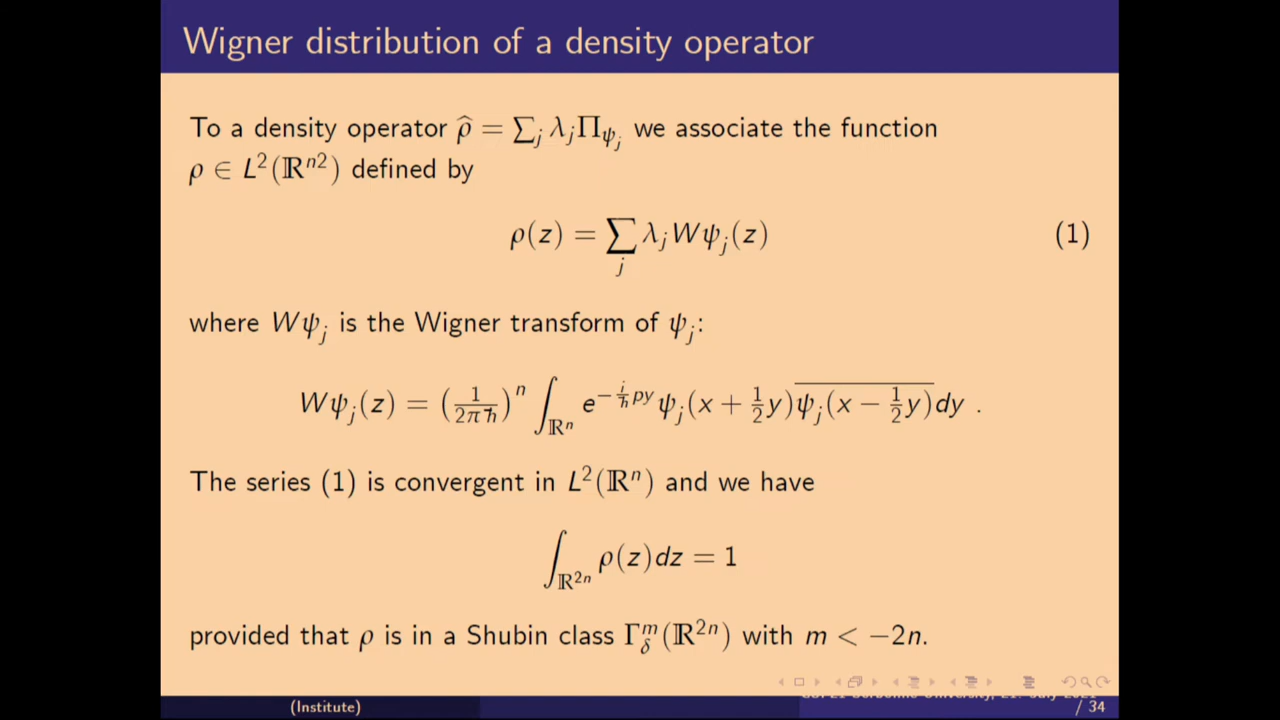 Wigner distribution of a density operator
To a density operator ρ̂ = ∑_j λ_j Π_{ψ_j} we associate the function
ρ ∈ L²(ℝ^{n2}) defined by
ρ(z) = ∑_j λ_j Wψ_j(z) (1)
where Wψ_j is the Wigner transform of ψ_j:
Wψ_j(z) = (1/2πℏ)^n ∫_{ℝ^n} e^{-i/ℏ py} ψ_j(x + ½y) \overline{ψ_j(x − ½y)} dy .
The series (1) is convergent in L²(ℝ^n) and we have
∫_{ℝ^{2n}} ρ(z)dz = 1
provided that ρ is in a Shubin class Γ_δ^m(ℝ^{2n}) with m < −2n.
(Institute)
/ 34